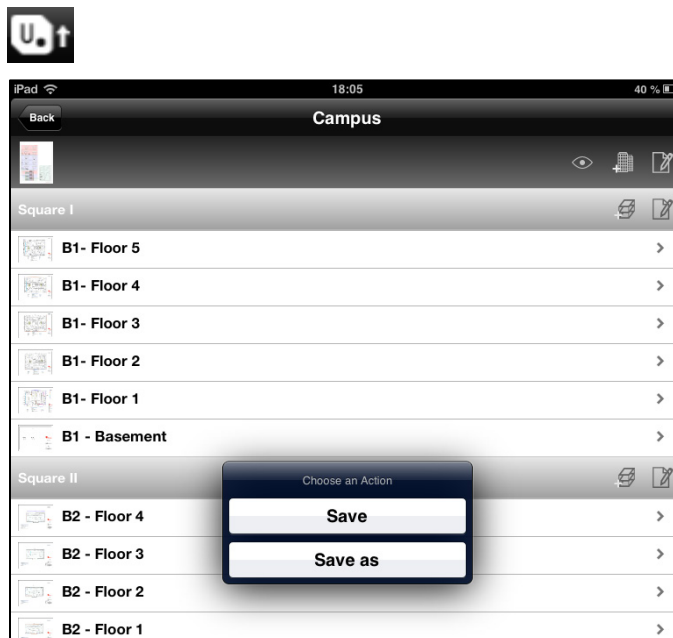 U.
iPad 18:05 40 %
Back Campus
Square I
B1- Floor 5
B1- Floor 4
B1- Floor 3
B1- Floor 2
B1- Floor 1
B1 - Basement
Square II
Choose an Action
Save
Save as
B2 - Floor 4
B2 - Floor 3
B2 - Floor 2
B2 - Floor 1